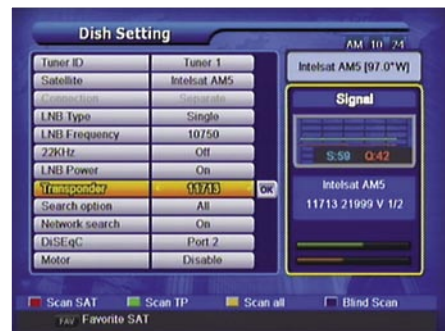 Dish Setting
AM 10 24
Tuner ID Tuner 1
Satellite Intelsat AM5
Connection Separate
LNB Type Single
LNB Frequency 10750
22KHz Off
LNB Power On
Transponder 11713 OK
Search option All
Network search On
DiSEqC Port 2
Motor Disable
Intelsat AM5 [97.0°W]
Signal
S:59 Q:42
Intelsat AM5
11713 21999 V 1/2
Scan SAT Scan TP Scan all Blind Scan
FAV Favorite SAT